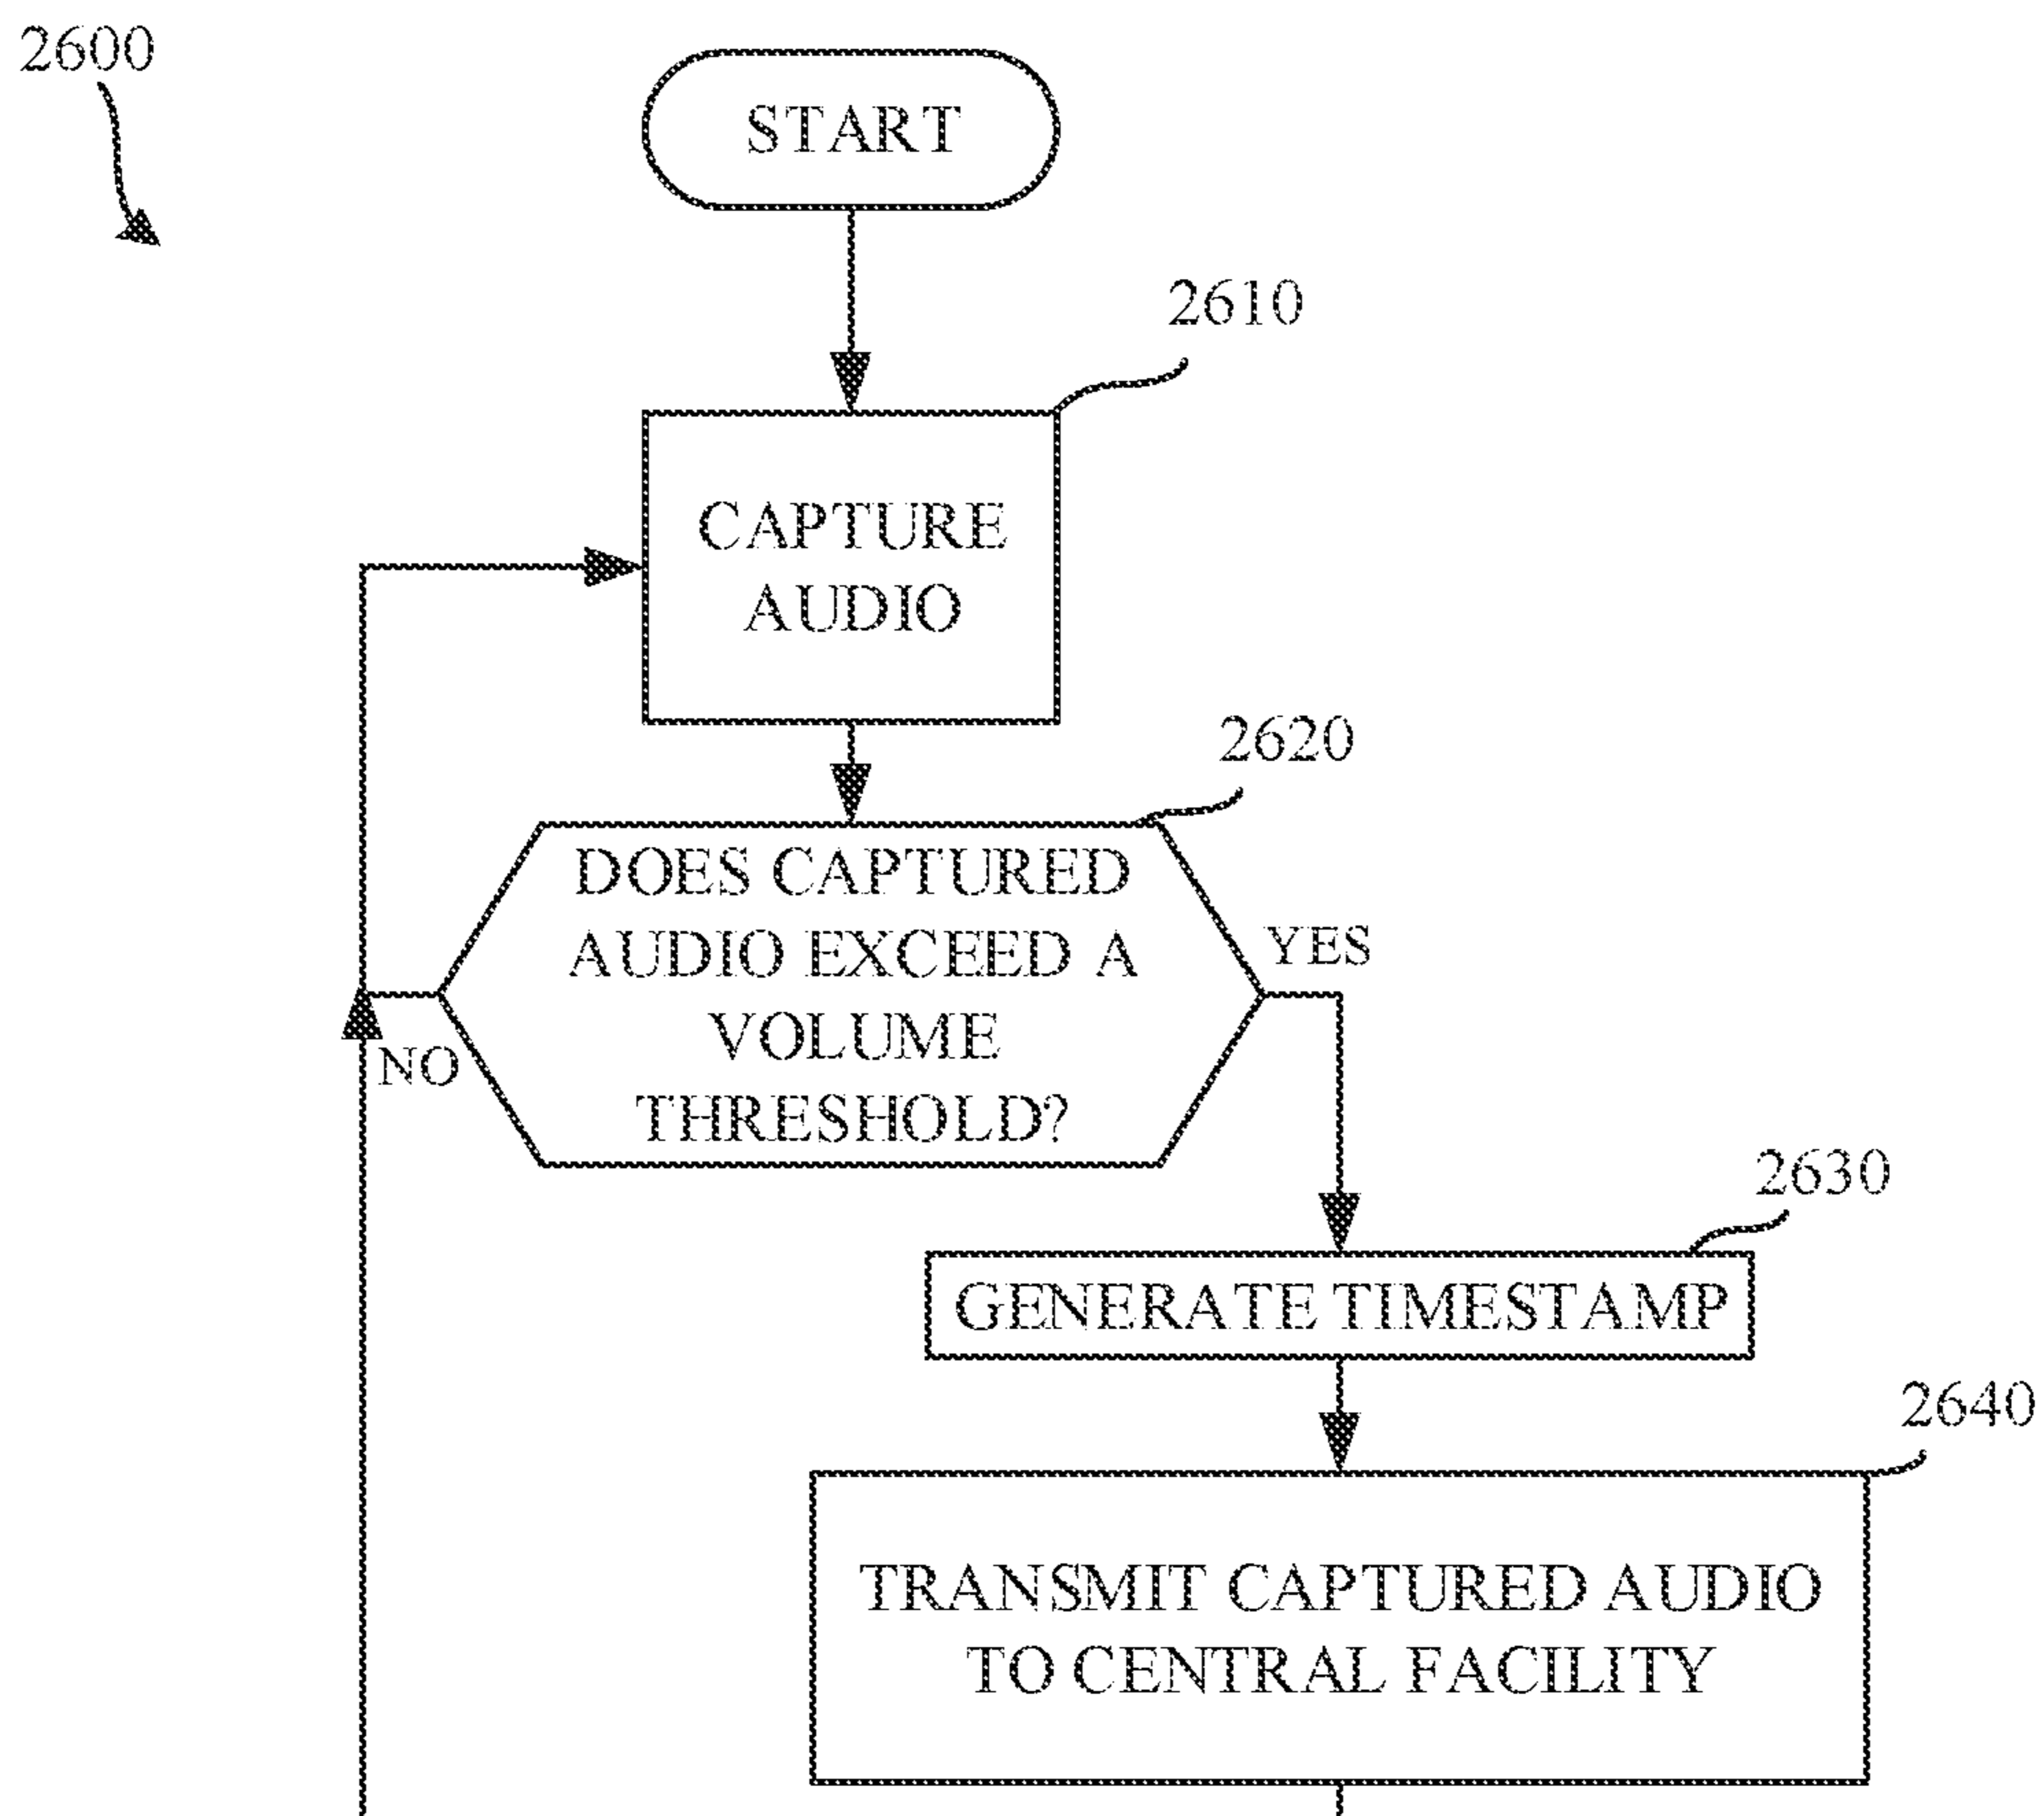 2600
START
2610
CAPTURE
AUDIO
2620
DOES CAPTURED
AUDIO EXCEED A
VOLUME
THRESHOLD?
YES
NO
2630
GENERATE TIMESTAMP
2640
TRANSMIT CAPTURED AUDIO
TO CENTRAL FACILITY